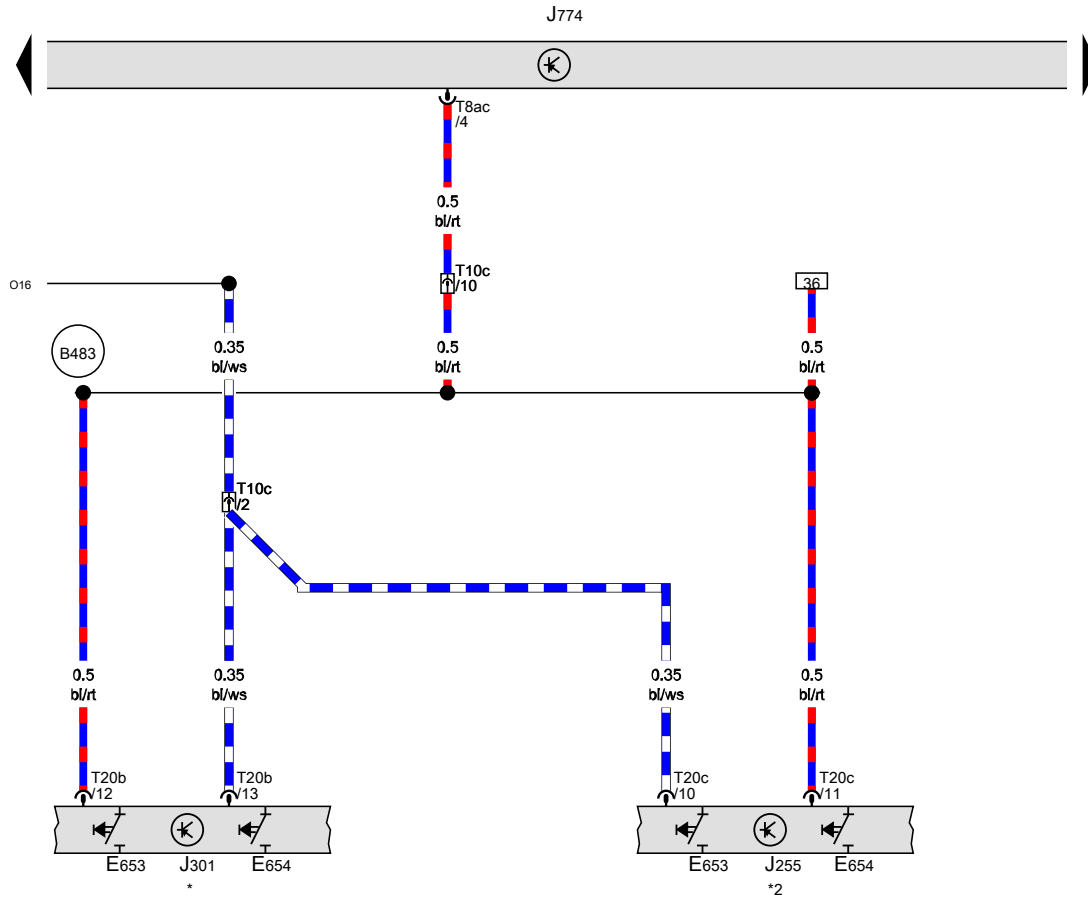 J774
T8ac
/4
0.5
bl/rt
T10c
/10
O16
36
B483
0.35
bl/ws
0.5
bl/rt
0.5
bl/rt
T10c
/2
0.5
bl/rt
0.35
bl/ws
0.35
bl/ws
0.5
bl/rt
T20b
/12
T20b
/13
T20c
/10
T20c
/11
E653
J301
E654
*
E653
J255
E654
*2